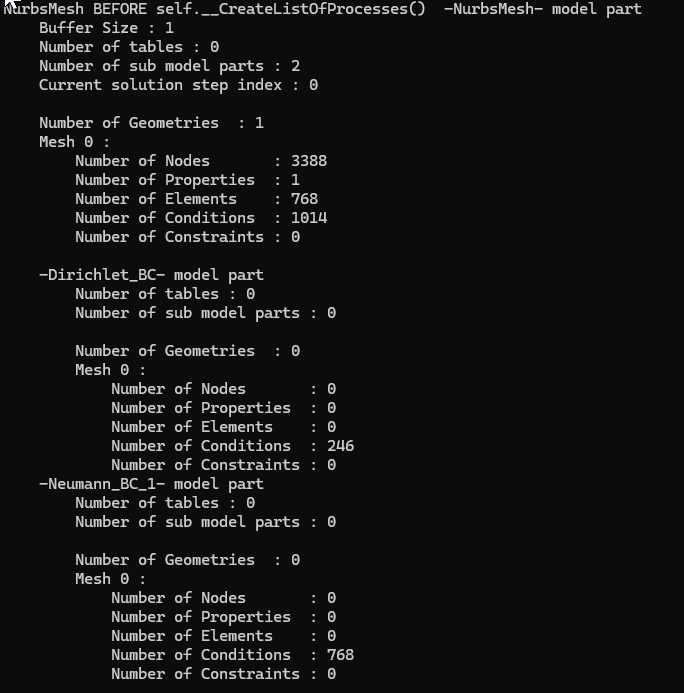 NurbsMesh BEFORE self.__CreateListOfProcesses()  -NurbsMesh- model part
    Buffer Size : 1
    Number of tables : 0
    Number of sub model parts : 2
    Current solution step index : 0

    Number of Geometries  : 1
    Mesh 0 :
        Number of Nodes       : 3388
        Number of Properties  : 1
        Number of Elements    : 768
        Number of Conditions  : 1014
        Number of Constraints : 0

    -Dirichlet_BC- model part
        Number of tables : 0
        Number of sub model parts : 0

        Number of Geometries  : 0
        Mesh 0 :
            Number of Nodes       : 0
            Number of Properties  : 0
            Number of Elements    : 0
            Number of Conditions  : 246
            Number of Constraints : 0
    -Neumann_BC_1- model part
        Number of tables : 0
        Number of sub model parts : 0

        Number of Geometries  : 0
        Mesh 0 :
            Number of Nodes       : 0
            Number of Properties  : 0
            Number of Elements    : 0
            Number of Conditions  : 768
            Number of Constraints : 0